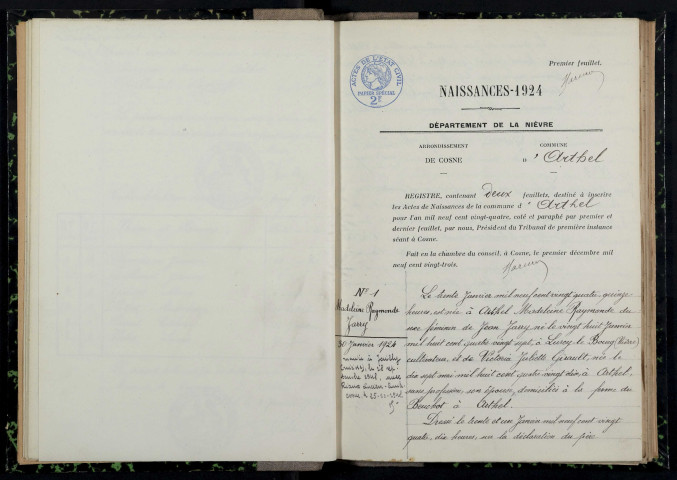 Premier feuillet.
ACTES DE L'ETAT CIVIL
PAPIER SPECIAL
2F
NAISSANCES-1924
DÉPARTEMENT DE LA NIÈVRE
ARRONDISSEMENT
DE COSNE
COMMUNE
D' Arthel
REGISTRE, contenant deux feuillets, destiné à inscrire
les Actes de Naissances de la commune d' Arthel
pour l'an mil neuf cent vingt-quatre, coté et paraphé par premier et
dernier feuillet, par nous, Président du Tribunal de première instance
séant à Cosne.
Fait en la chambre du conseil, à Cosne, le premier décembre mil
neuf cent vingt-trois.
No 1
Madeleine Raymonde
Jarry
30 Janvier 1924
Le trente Janvier mil neuf cent vingt quatre, quinze
heures, est née à Arthel Madeleine Raymonde du
sexe féminin de Jean Jarry né le vingt huit Janvier
mil huit cent quatre vingt sept, à Lurcy le Bourg (Nièvre)
cultivateur, et de Victoria Juliette Girault, née le
dix sept mai mil huit cent quatre vingt dix, à Arthel
sans profession, son épouse, domiciliés à la ferme du
à Arthel.
Dressé le trente et un Janvier mil neuf cent vingt
quatre, dix heures, sur la déclaration du père